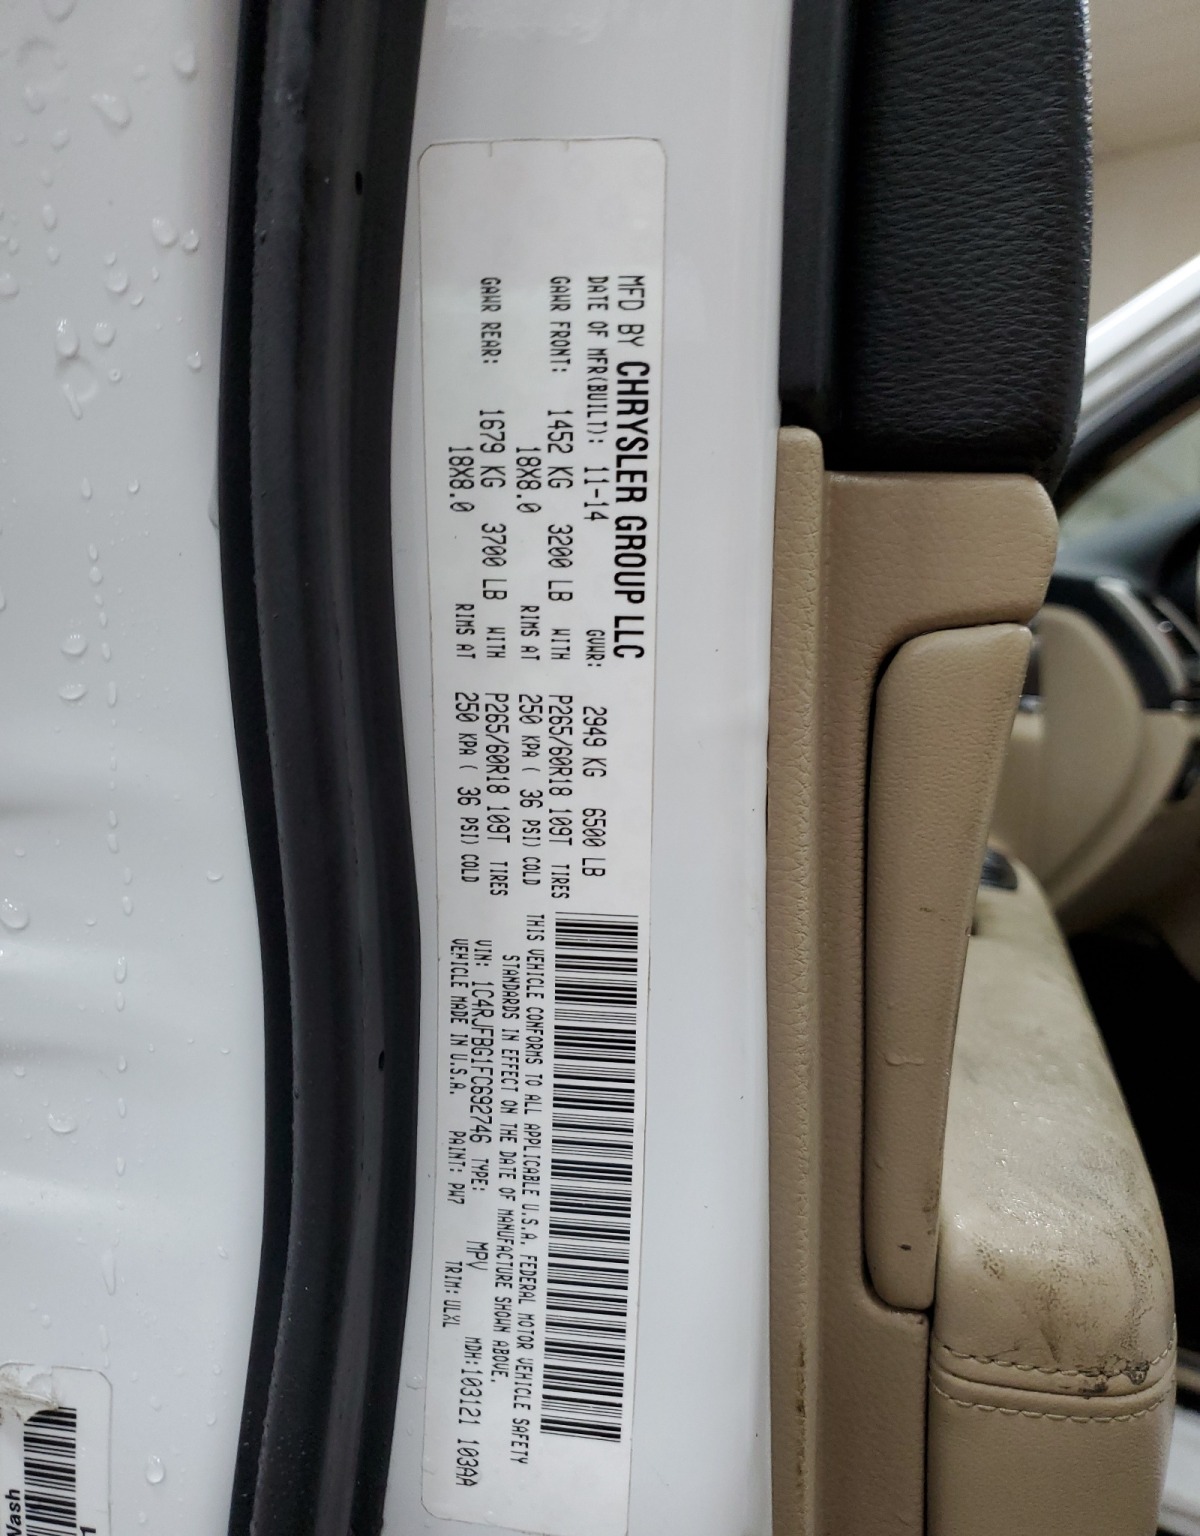 MFD BY CHRYSLER GROUP LLC
DATE OF MFR(BUILT): 11-14 GVWR: 2949 KG 6500 LB
GAWR FRONT: 1452 KG 3200 LB WITH P265/60R18 109T TIRES
18X8.0 RIMS AT 250 KPA ( 36 PSI) COLD
GAWR REAR: 1679 KG 3700 LB WITH P265/60R18 109T TIRES
18X8.0 RIMS AT 250 KPA ( 36 PSI) COLD
THIS VEHICLE CONFORMS TO ALL APPLICABLE U.S.A. FEDERAL MOTOR VEHICLE SAFETY
STANDARDS IN EFFECT ON THE DATE OF MANUFACTURE SHOWN ABOVE.
VIN: 1C4RJFBG1FC692746 TYPE: MPV MDH:103121 103AA
VEHICLE MADE IN U.S.A. PAINT: PW7 TRIM: ULXL